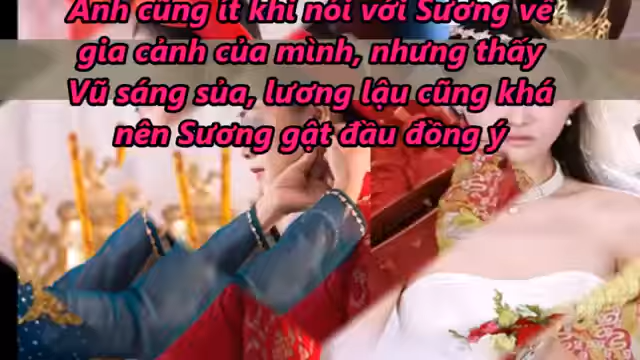 Anh cũng ít khi nói với Sương về
gia cảnh của mình, nhưng thấy
Vũ sáng sủa, lương lậu cũng khá
nên Sương gật đầu đồng ý